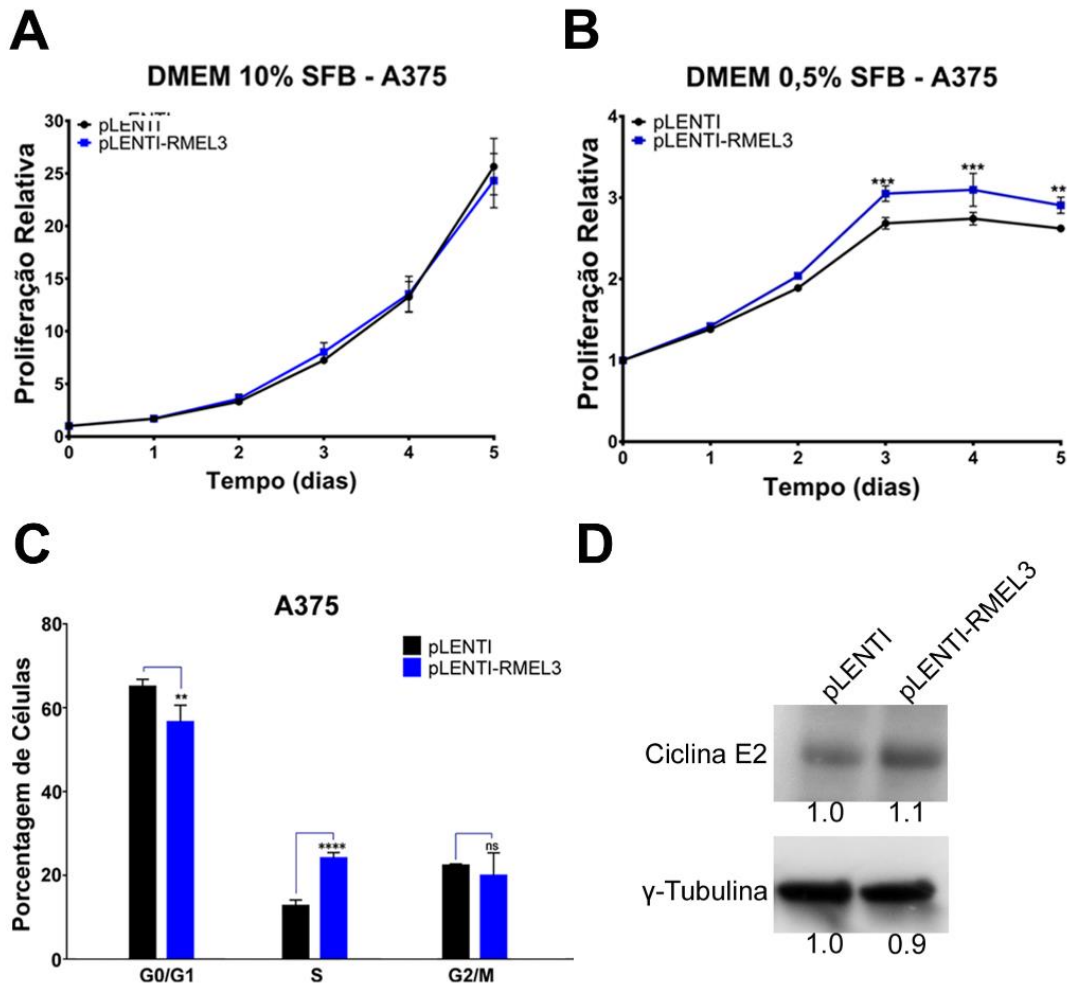 A
DMEM 10% SFB - A375
pLENTI
pLENTI-RMEL3
Proliferação Relativa
30
25
20
15
10
5
0
0 1 2 3 4 5
Tempo (dias)
B
DMEM 0,5% SFB - A375
pLENTI
pLENTI-RMEL3
Proliferação Relativa
4
3
2
1
0
*** *** **
0 1 2 3 4 5
Tempo (dias)
C
A375
pLENTI
pLENTI-RMEL3
Porcentagem de Células
80
60
40
20
0
** **** ns
G0/G1 S G2/M
D
pLENTI pLENTI-RMEL3
Ciclina E2
1.0 1.1
γ-Tubulina
1.0 0.9